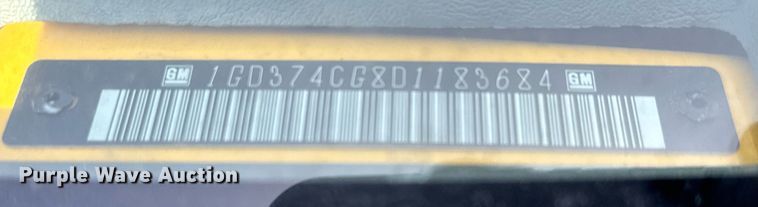 GM 1GD374CG8D1183684 GM
Purple Wave Auction